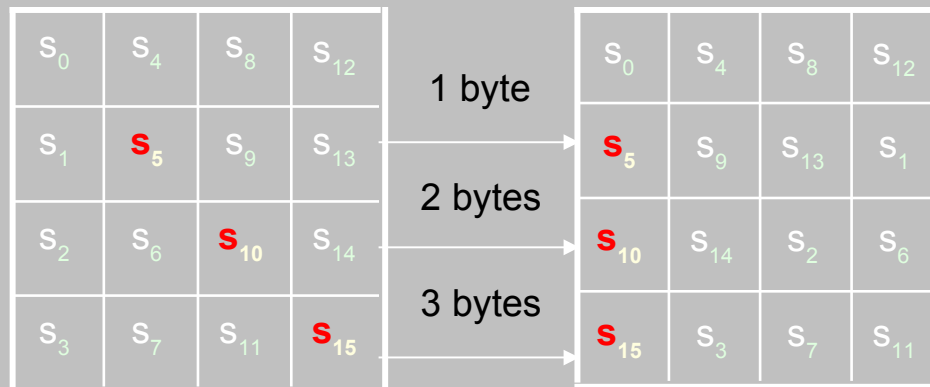 S0 S4 S8 S12 S0 S4 S8 S12
1 byte
S1 S5 S9 S13 S5 S9 S13 S1
2 bytes
S2 S6 S10 S14 S10 S14 S2 S6
3 bytes
S3 S7 S11 S15 S15 S3 S7 S11